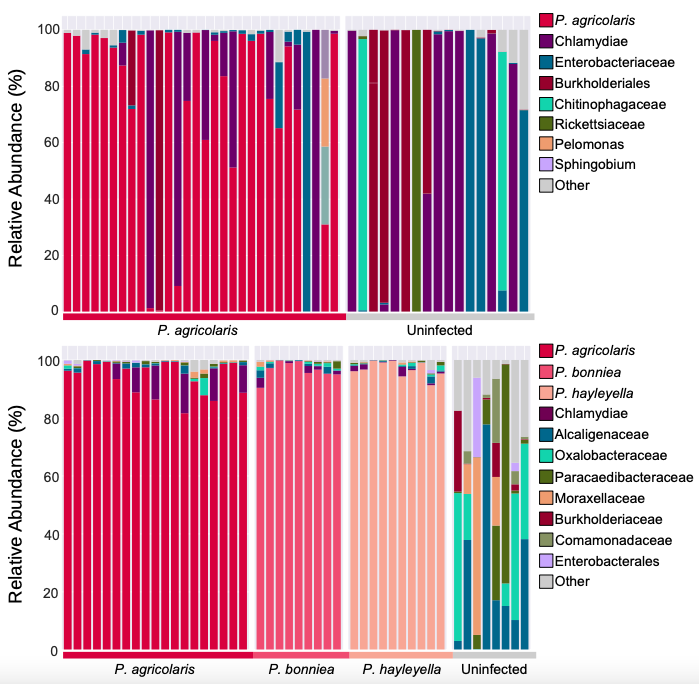 100
80
60
40
20
0
Relative Abundance (%)
P. agricolaris
Uninfected
P. agricolaris
Chlamydiae
Enterobacteriaceae
Burkholderiales
Chitinophagaceae
Rickettsiaceae
Pelomonas
Sphingobium
Other
100
80
60
40
20
0
Relative Abundance (%)
P. agricolaris
P. bonniea
P. hayleyella
Uninfected
P. agricolaris
P. bonniea
P. hayleyella
Chlamydiae
Alcaligenaceae
Oxalobacteraceae
Paracaedibacteraceae
Moraxellaceae
Burkholderiaceae
Comamonadaceae
Enterobacterales
Other